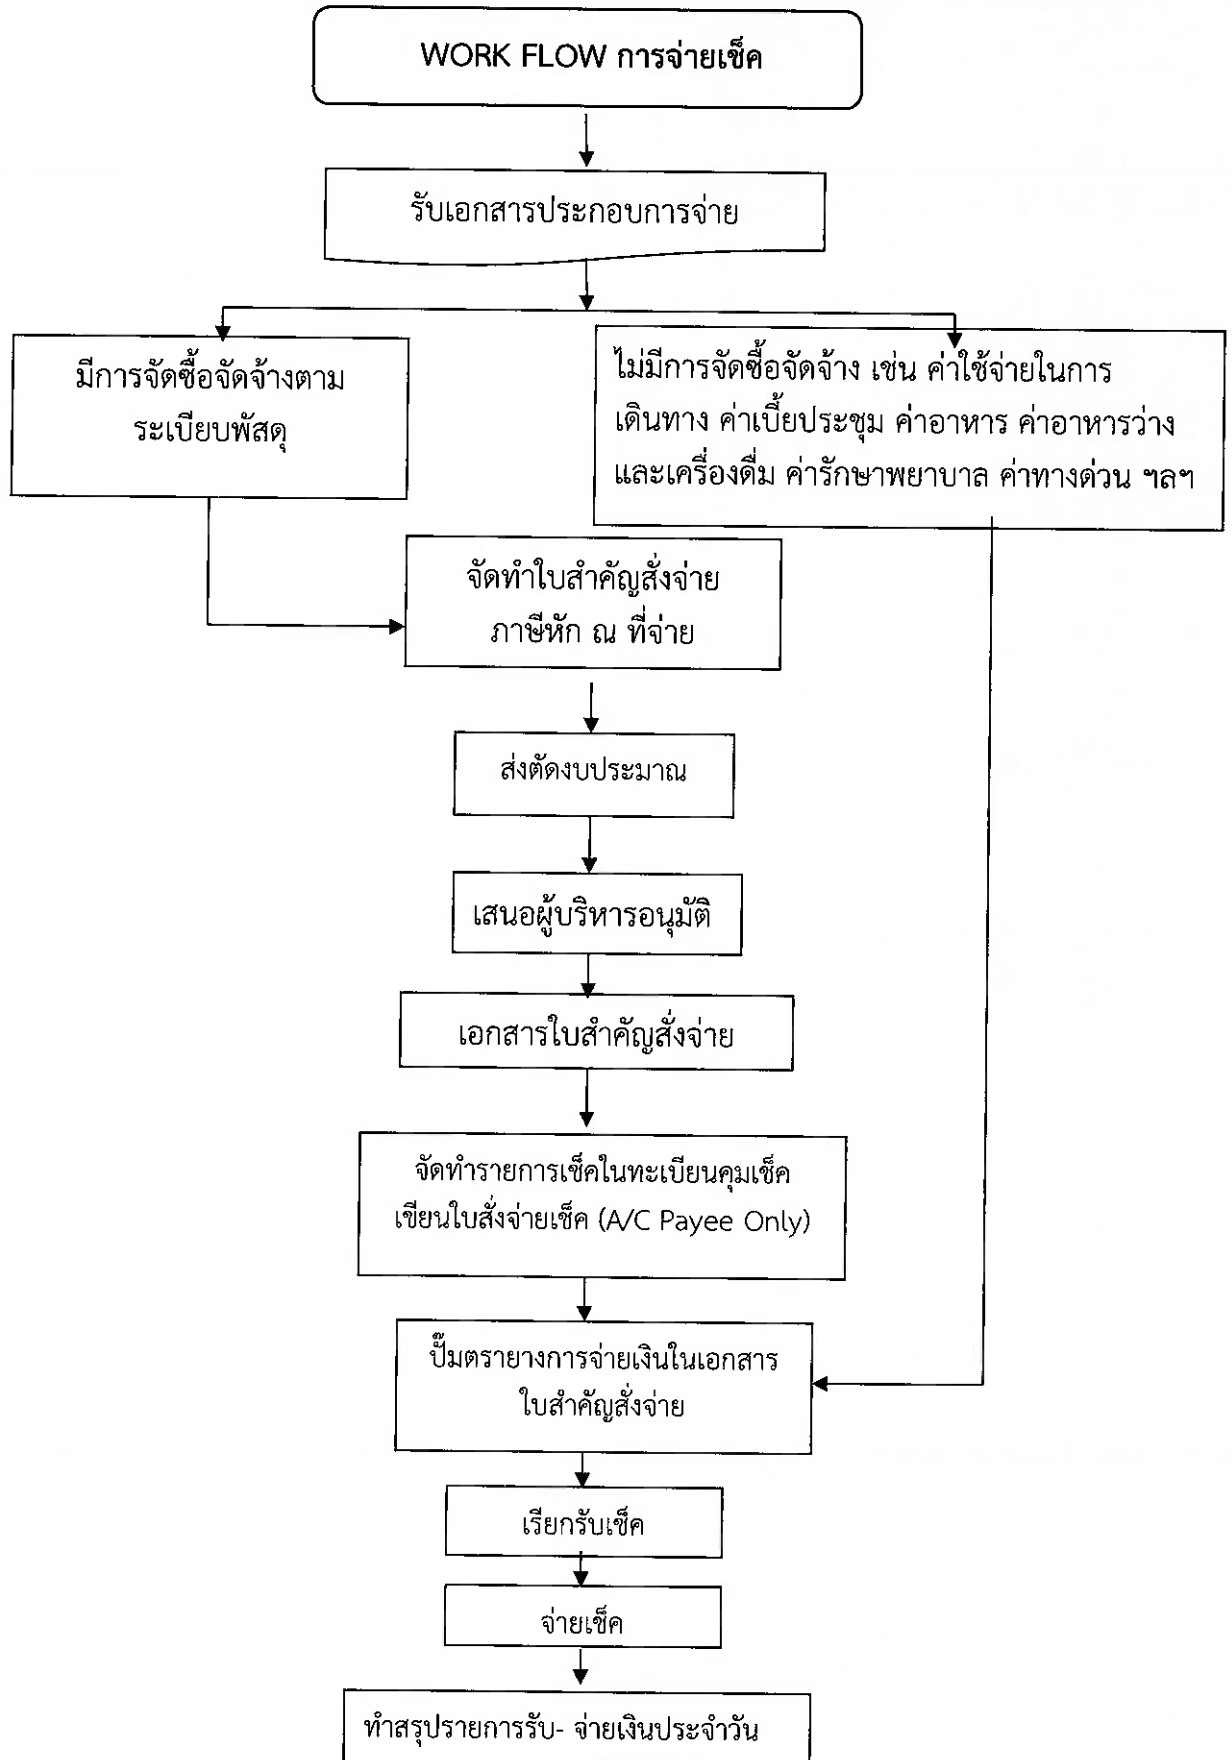 WORK FLOW การจ่ายเช็ค
รับเอกสารประกอบการจ่าย
มีการจัดซื้อจัดจ้างตาม
ระเบียบพัสดุ
ไม่มีการจัดซื้อจัดจ้าง เช่น ค่าใช้จ่ายในการ
เดินทาง ค่าเบี้ยประชุม ค่าอาหาร ค่าอาหารว่าง
และเครื่องดื่ม ค่ารักษาพยาบาล ค่าทางด่วน ฯลฯ
จัดทำใบสำคัญสั่งจ่าย
ภาษีหัก ณ ที่จ่าย
ส่งตัดงบประมาณ
เสนอผู้บริหารอนุมัติ
เอกสารใบสำคัญสั่งจ่าย
จัดทำรายการเช็คในทะเบียนคุมเช็ค
เขียนใบสั่งจ่ายเช็ค (A/C Payee Only)
ปั๊มตรายางการจ่ายเงินในเอกสาร
ใบสำคัญสั่งจ่าย
เรียกรับเช็ค
จ่ายเช็ค
ทำสรุปรายการรับ- จ่ายเงินประจำวัน